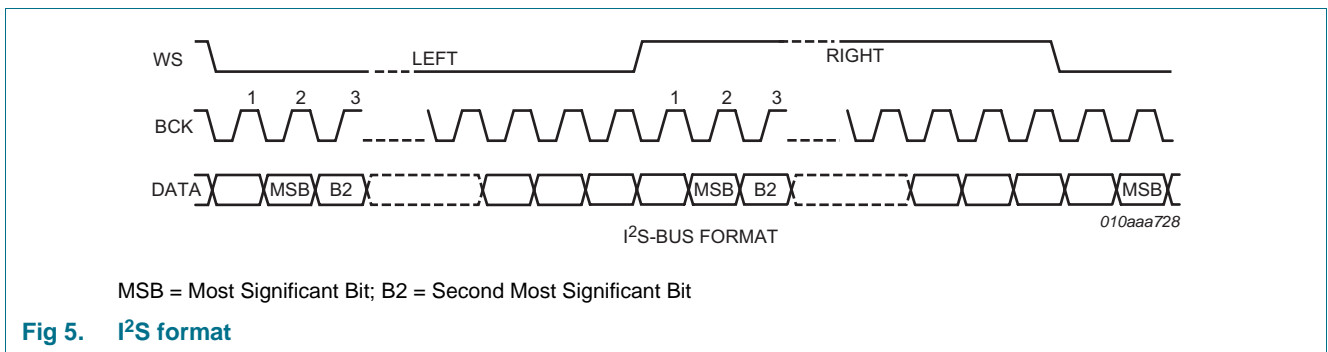 WS LEFT RIGHT
1 2 3 1 2 3
BCK
DATA MSB B2 MSB B2 MSB
010aaa728
I²S-BUS FORMAT
MSB = Most Significant Bit; B2 = Second Most Significant Bit
Fig 5. I²S format